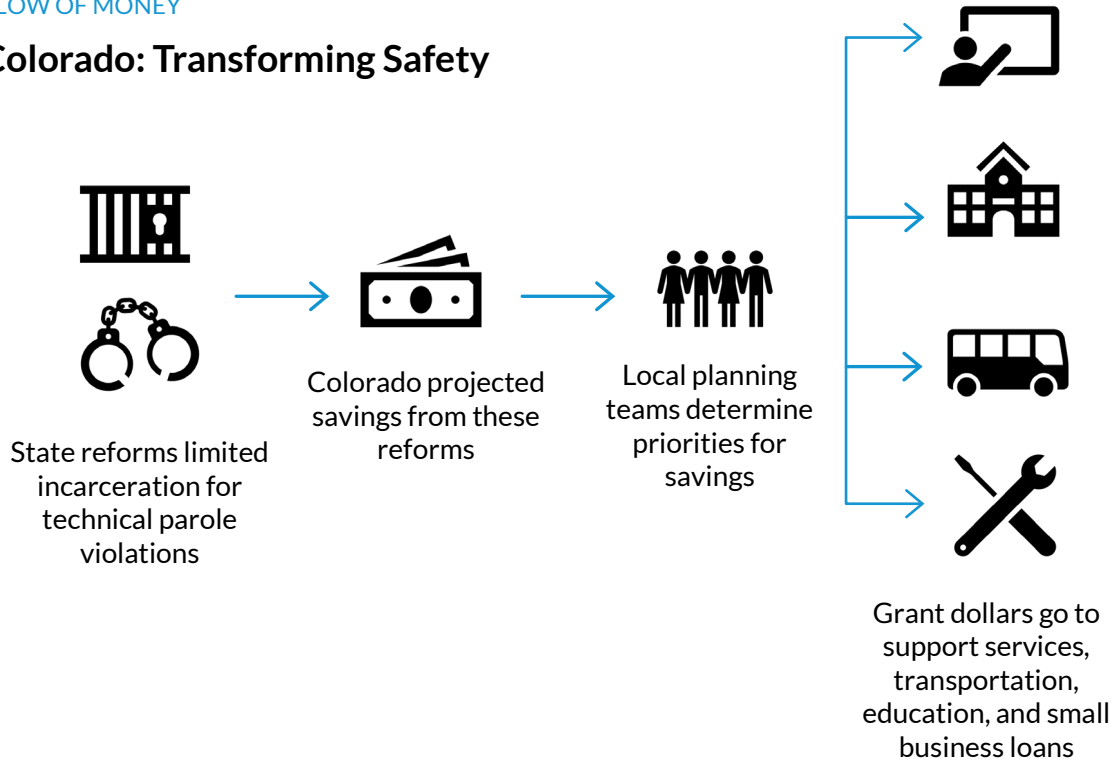 LOW OF MONEY
Colorado: Transforming Safety
State reforms limited
incarceration for
technical parole
violations
Colorado projected
savings from these
reforms
Local planning
teams determine
priorities for
savings
Grant dollars go to
support services,
transportation,
education, and small
business loans